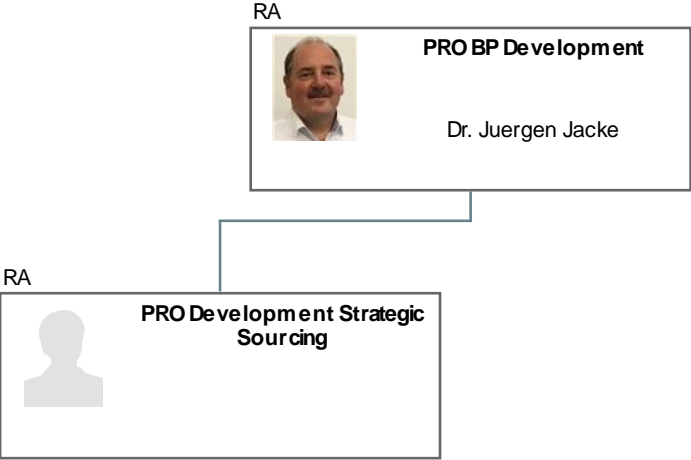 RA
PRO BP Development
Dr. Juergen Jacke
RA
PRO Development Strategic
Sourcing